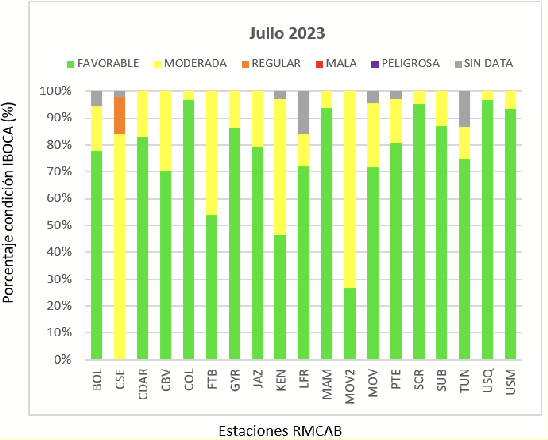 Julio 2023
FAVORABLE MODERADA REGULAR MALA PELIGROSA SIN DATA
Porcentaje condición IBOCA (%)
100%
90%
80%
70%
60%
50%
40%
30%
20%
10%
0%
BOL CSE CDAR CBV COL FTB GYR JAZ KEN LFR MAM MOV2 MOV PTE SCR SUB TUN USQ USM
Estaciones RMCAB